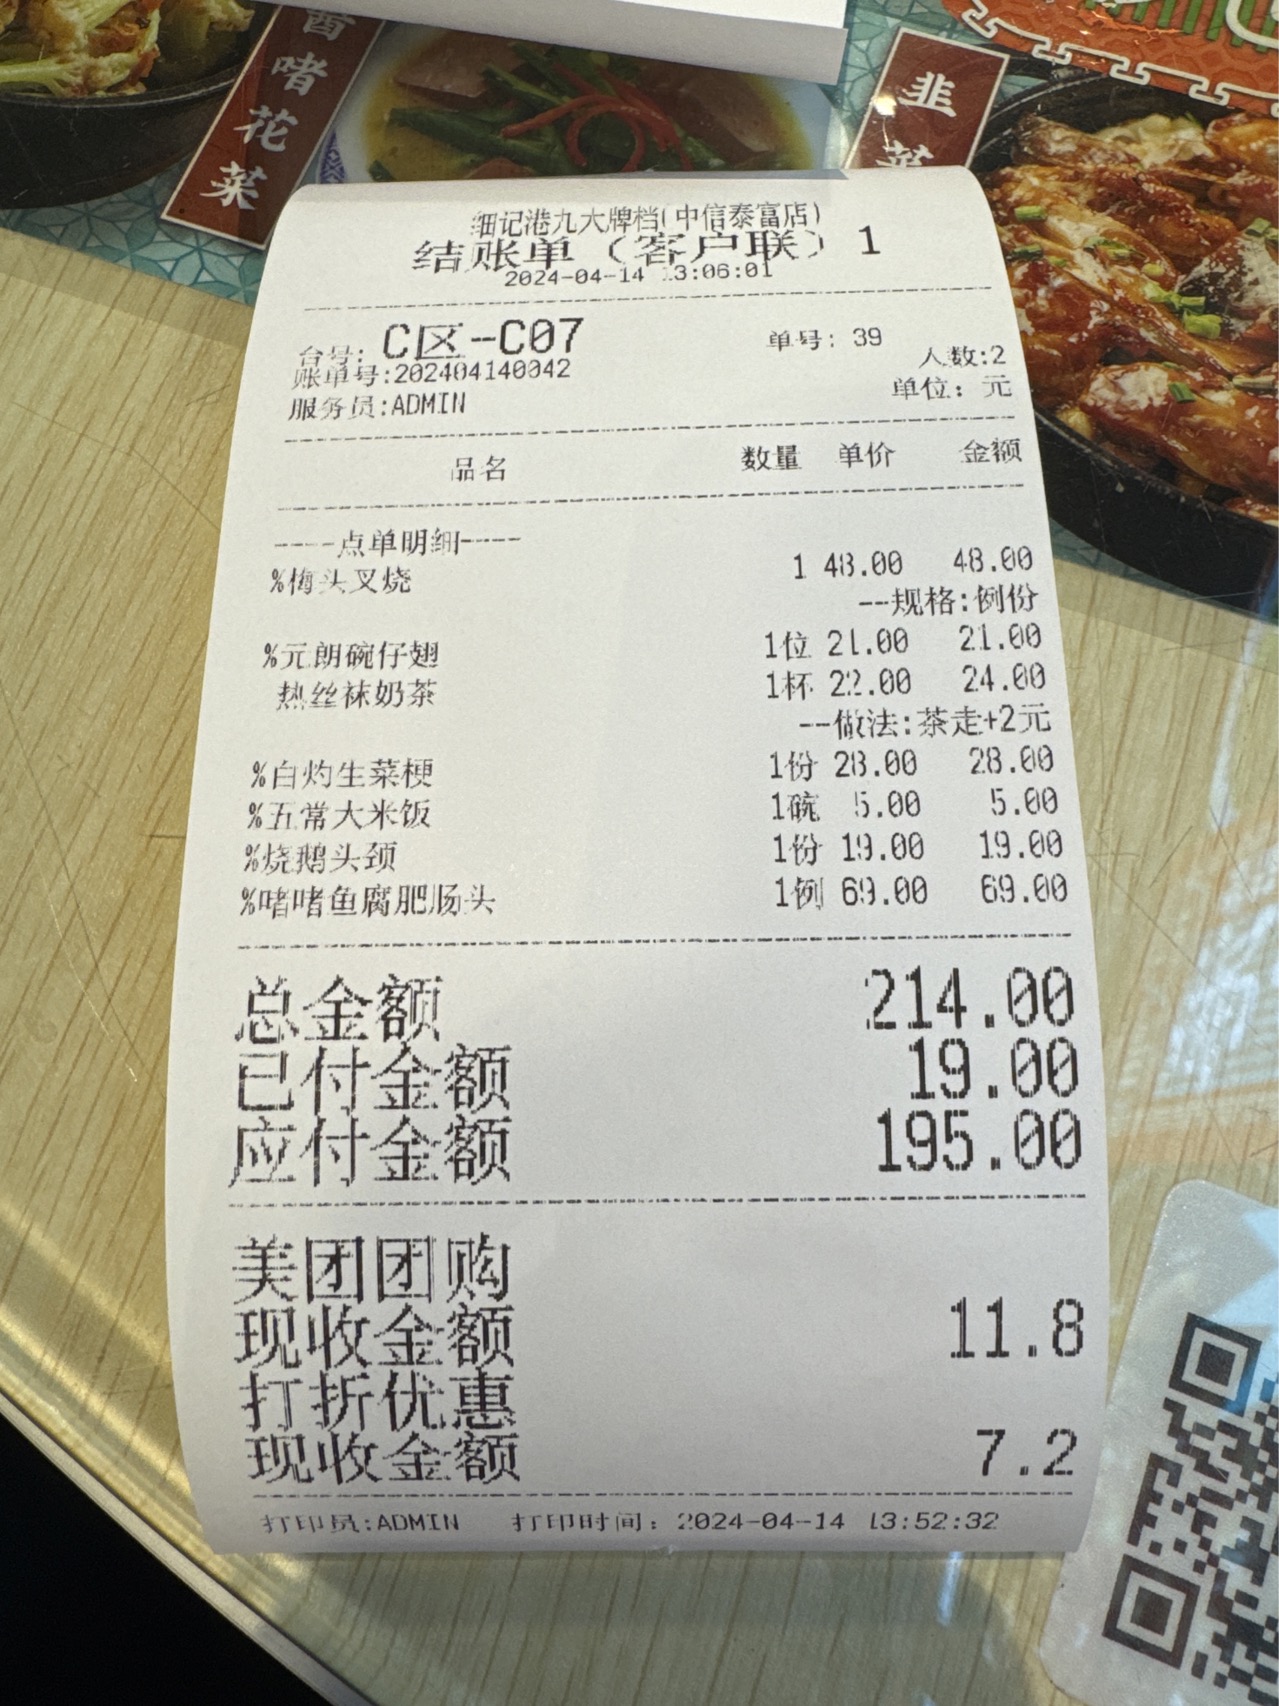 啫
花
菜
韭
菜
细记港九大牌档(中信泰富店)
结账单（客户联）1
2024-04-14 13:06:01
台号: C区-C07 单号: 39
账单号:202404140042 人数:2
服务员:ADMIN 单位: 元
品名 数量 单价 金额
----点单明细----
%梅头叉烧 1 48.00 48.00
--规格:例份
%元朗碗仔翅 1位 21.00 21.00
热丝袜奶茶 1杯 22.00 24.00
--做法:茶走+2元
%白灼生菜梗 1份 28.00 28.00
%五常大米饭 1碗 5.00 5.00
%烧鹅头颈 1份 19.00 19.00
%啫啫鱼腐肥肠头 1例 69.00 69.00
总金额 214.00
已付金额 19.00
应付金额 195.00
美团团购
现收金额 11.8
打折优惠
现收金额 7.2
打印员:ADMIN 打印时间: 2024-04-14 13:52:32